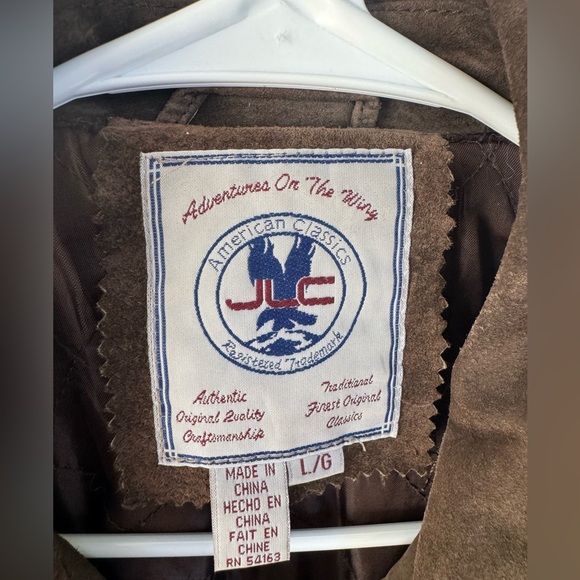 Adventures On The Wing
American Classics
JLC
Registered Trademark
Authentic
Original Quality
Craftsmanship
Traditional
Finest Original
Classics
L/G
MADE IN
CHINA
HECHO EN
CHINA
FAIT EN
CHINE
RN 54163